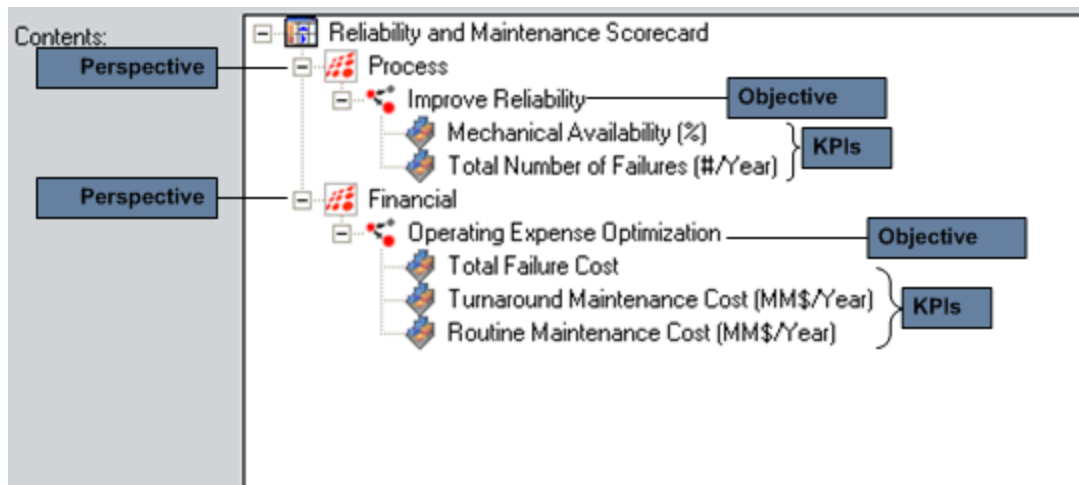 Contents:
Reliability and Maintenance Scorecard
Perspective
Process
Improve Reliability
Objective
Mechanical Availability (%)
Total Number of Failures (#/Year)
KPIs
Perspective
Financial
Operating Expense Optimization
Objective
Total Failure Cost
Turnaround Maintenance Cost (MM$/Year)
KPIs
Routine Maintenance Cost (MM$/Year)